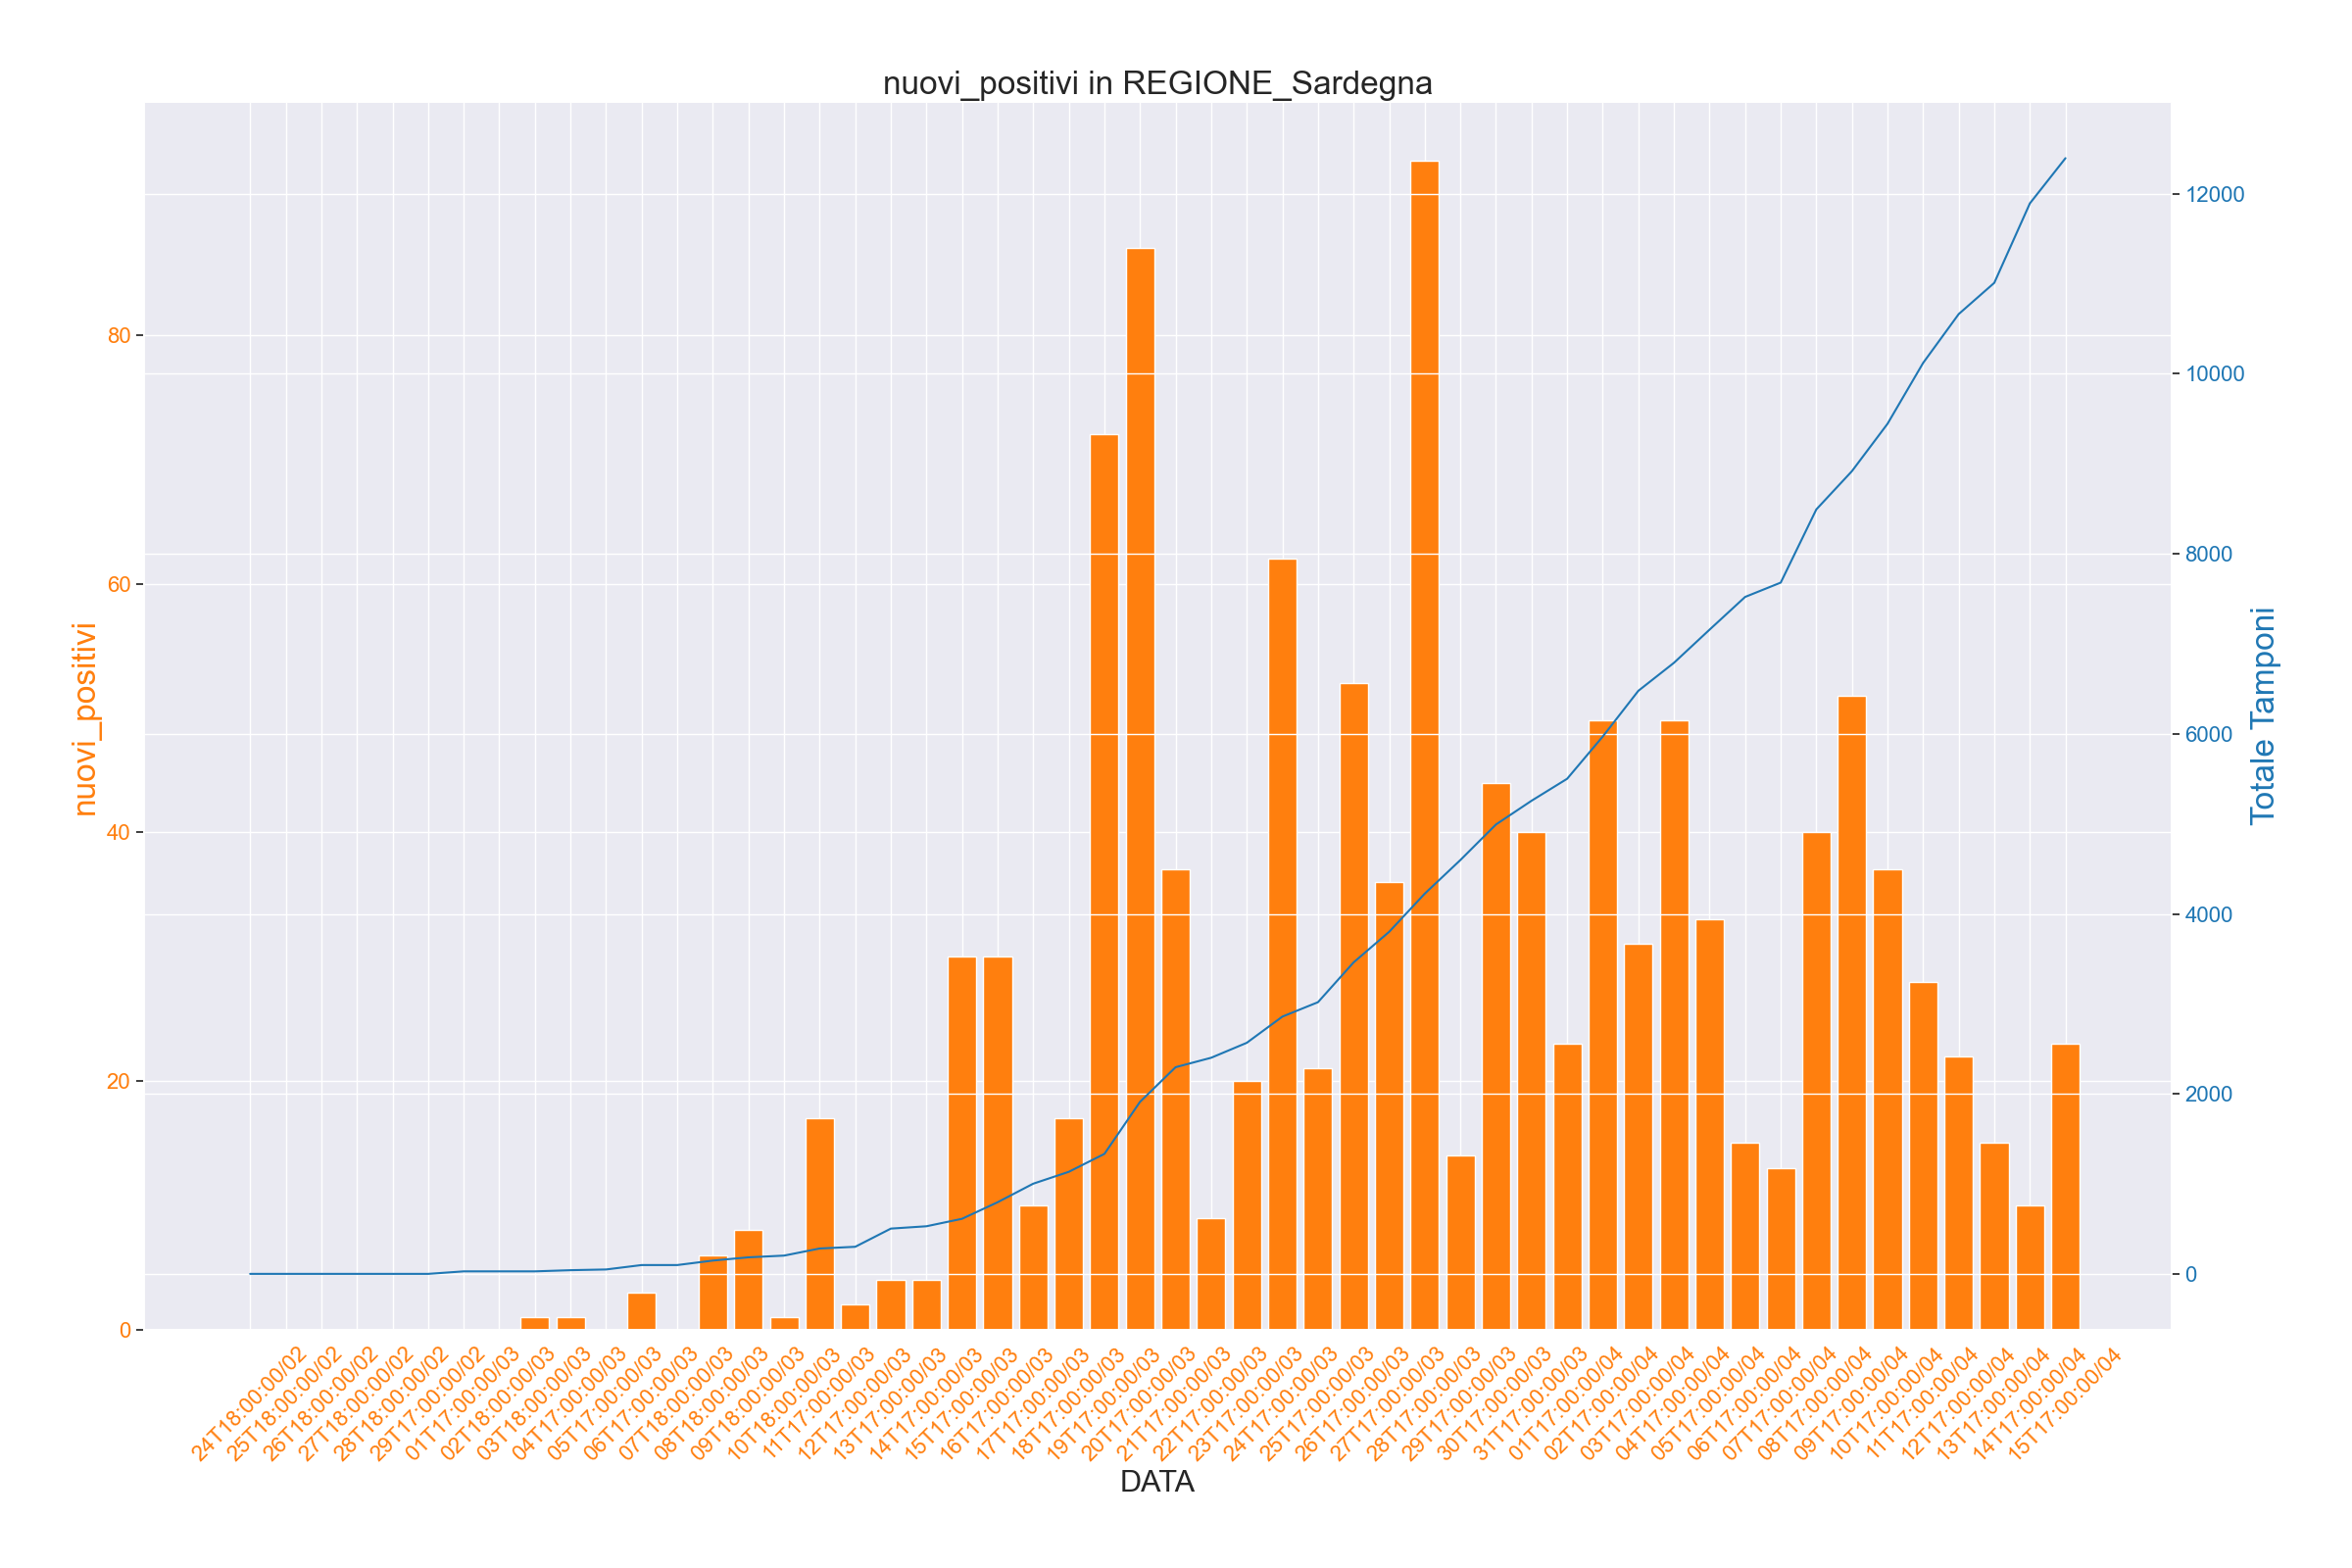 nuovi_positivi in REGIONE_Sardegna
nuovi_positivi
80
60
40
20
0
12000
10000
8000
6000
4000
2000
0
Totale Tamponi
24T18:00:00/02
25T18:00:00/02
26T18:00:00/02
27T18:00:00/02
28T18:00:00/02
29T17:00:00/02
01T17:00:00/03
02T18:00:00/03
03T18:00:00/03
04T17:00:00/03
05T17:00:00/03
06T17:00:00/03
07T18:00:00/03
08T18:00:00/03
09T18:00:00/03
10T18:00:00/03
11T17:00:00/03
12T17:00:00/03
13T17:00:00/03
14T17:00:00/03
15T17:00:00/03
16T17:00:00/03
17T17:00:00/03
18T17:00:00/03
19T17:00:00/03
20T17:00:00/03
21T17:00:00/03
22T17:00:00/03
23T17:00:00/03
24T17:00:00/03
25T17:00:00/03
26T17:00:00/03
27T17:00:00/03
28T17:00:00/03
29T17:00:00/03
30T17:00:00/03
31T17:00:00/03
01T17:00:00/04
02T17:00:00/04
03T17:00:00/04
04T17:00:00/04
05T17:00:00/04
06T17:00:00/04
07T17:00:00/04
08T17:00:00/04
09T17:00:00/04
10T17:00:00/04
11T17:00:00/04
12T17:00:00/04
13T17:00:00/04
14T17:00:00/04
15T17:00:00/04
DATA